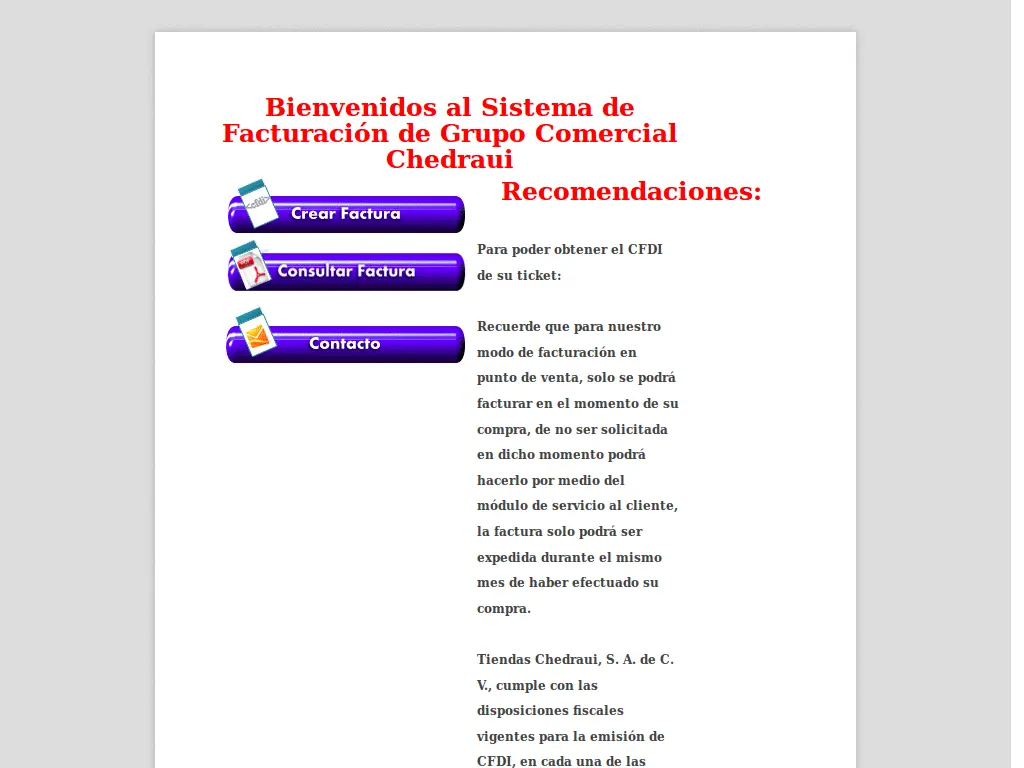 Bienvenidos al Sistema de
Facturación de Grupo Comercial
Chedraui
Crear Factura
Consultar Factura
Contacto
Recomendaciones:
Para poder obtener el CFDI
de su ticket:
Recuerde que para nuestro
modo de facturación en
punto de venta, solo se podrá
facturar en el momento de su
compra, de no ser solicitada
en dicho momento podrá
hacerlo por medio del
módulo de servicio al cliente,
la factura solo podrá ser
expedida durante el mismo
mes de haber efectuado su
compra.
Tiendas Chedraui, S. A. de C.
V., cumple con las
disposiciones fiscales
vigentes para la emisión de
CFDI, en cada una de las